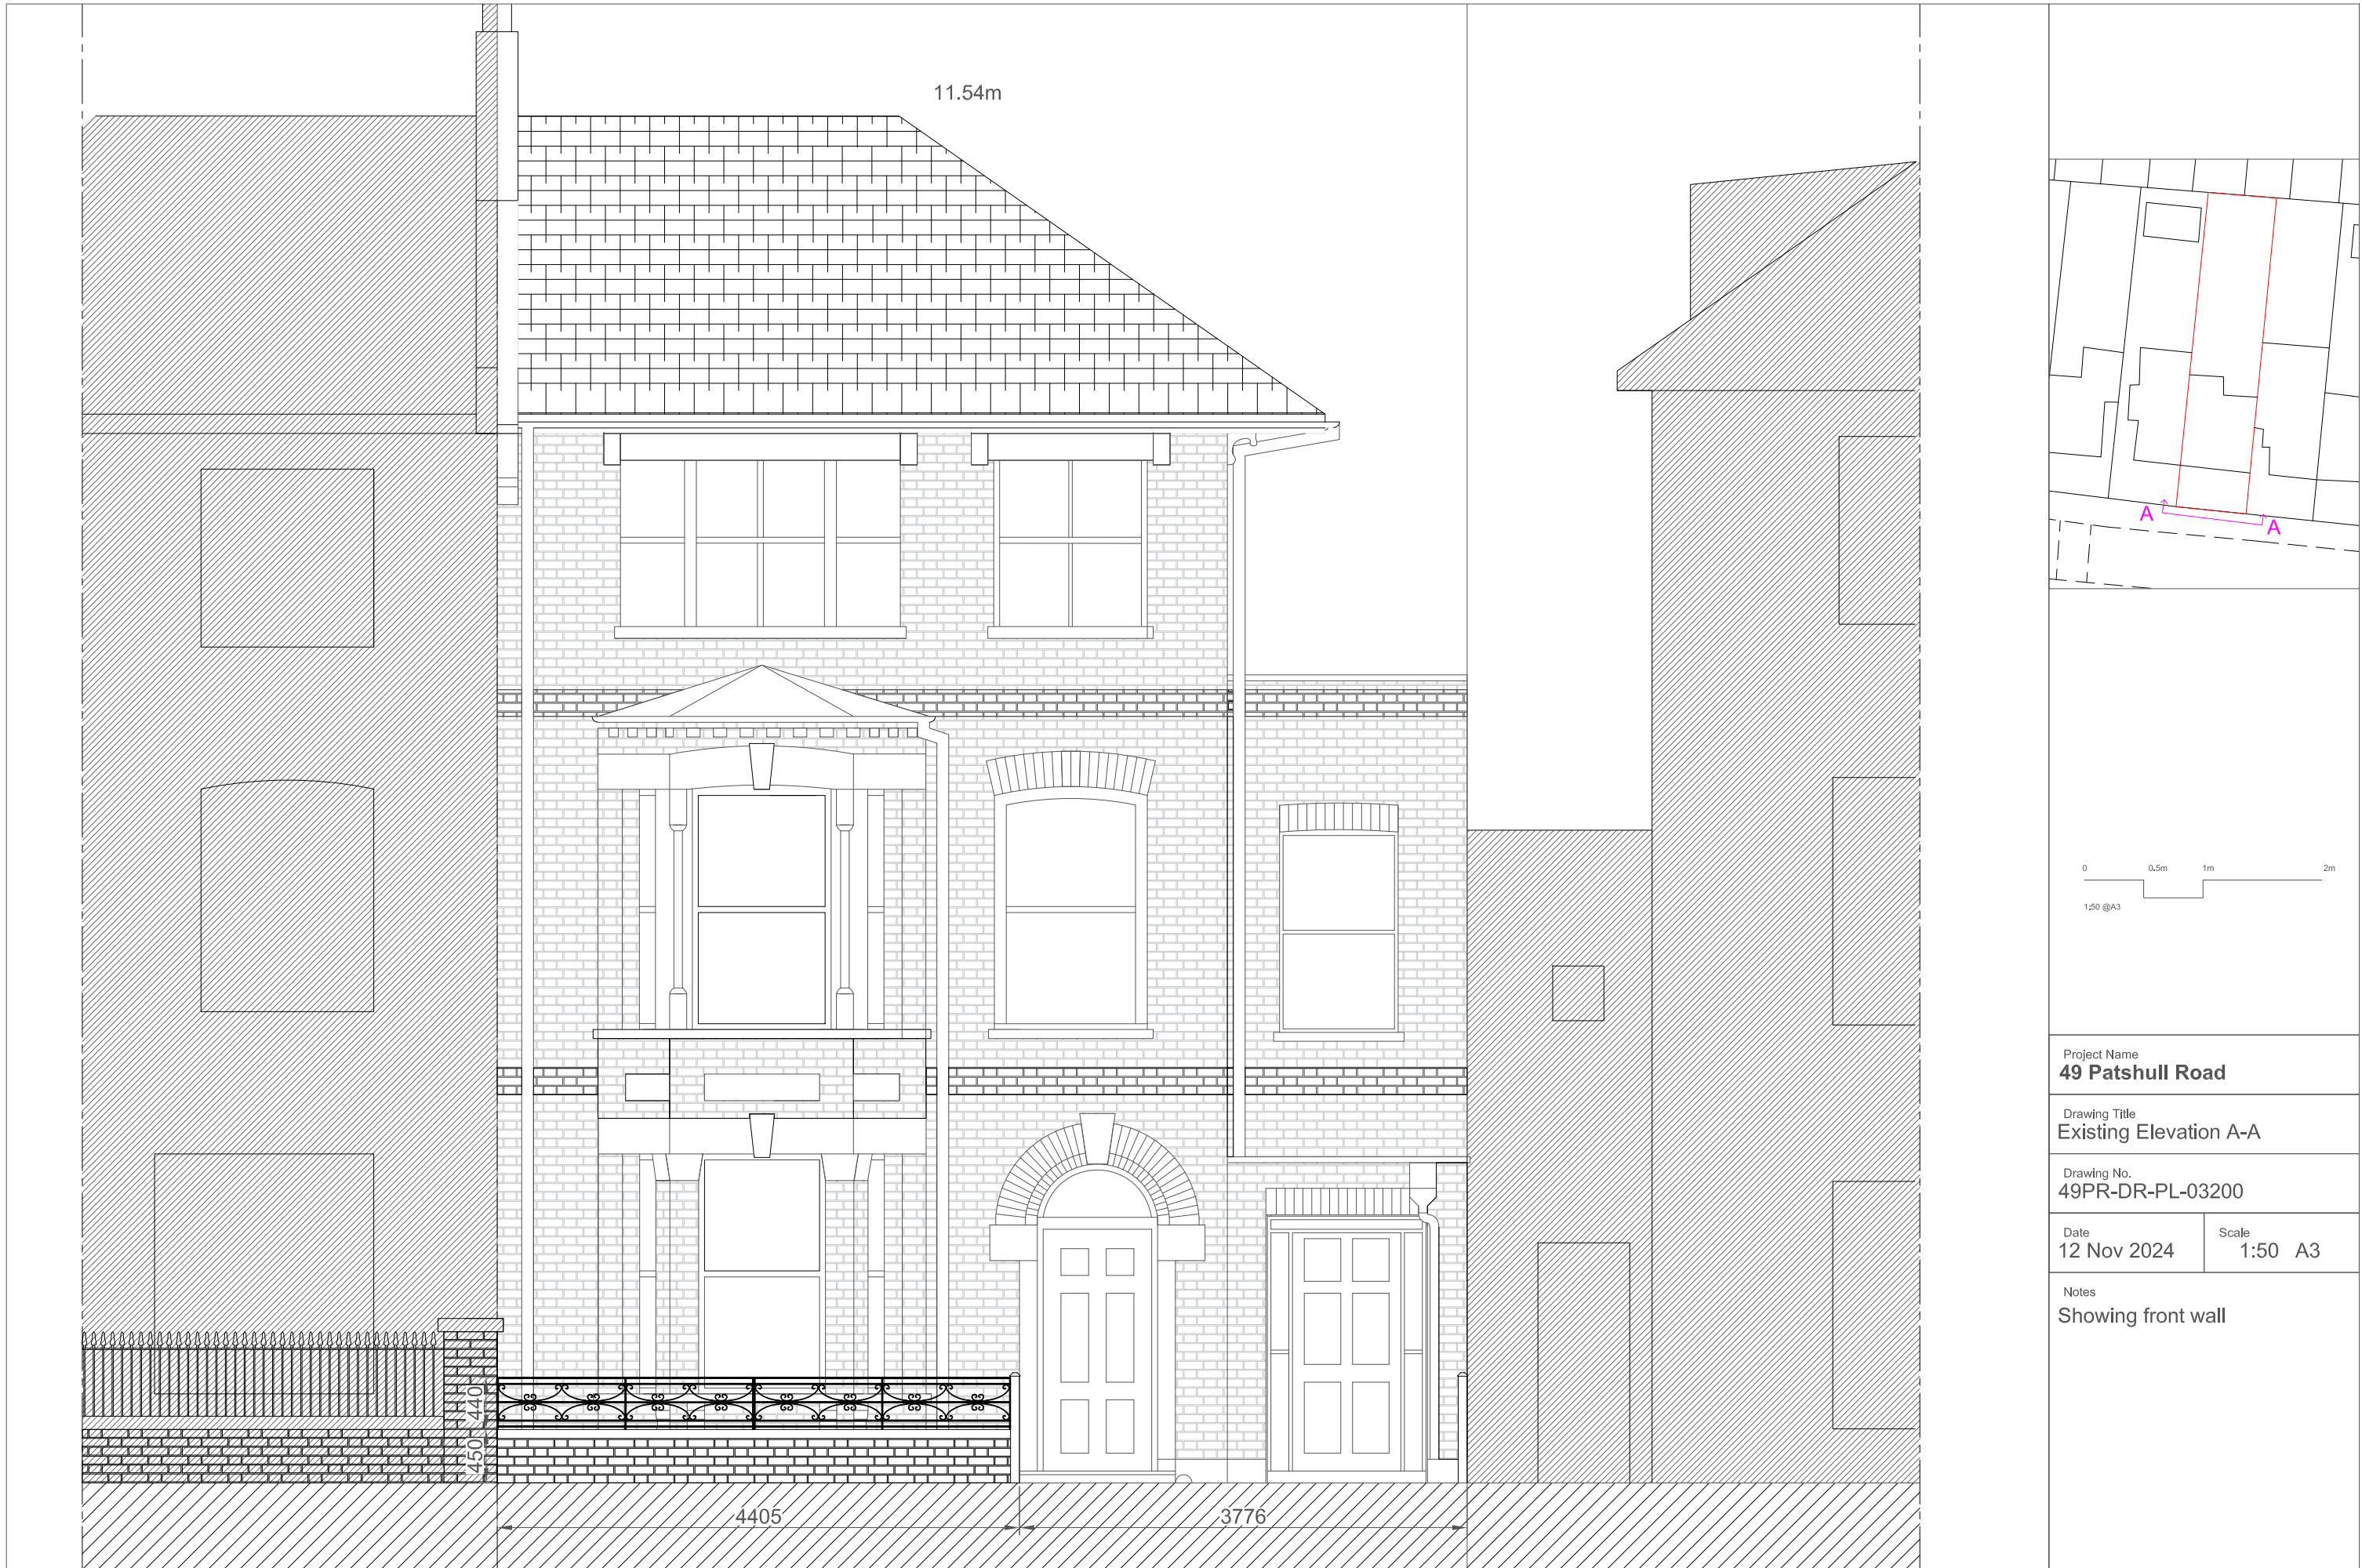 11.54m
A
A
0 0.5m 1m 2m
1:50 @A3
Project Name
49 Patshull Road
Drawing Title
Existing Elevation A-A
Drawing No.
49PR-DR-PL-03200
Date
12 Nov 2024
Scale
1:50 A3
Notes
Showing front wall
440
450
4405
3776